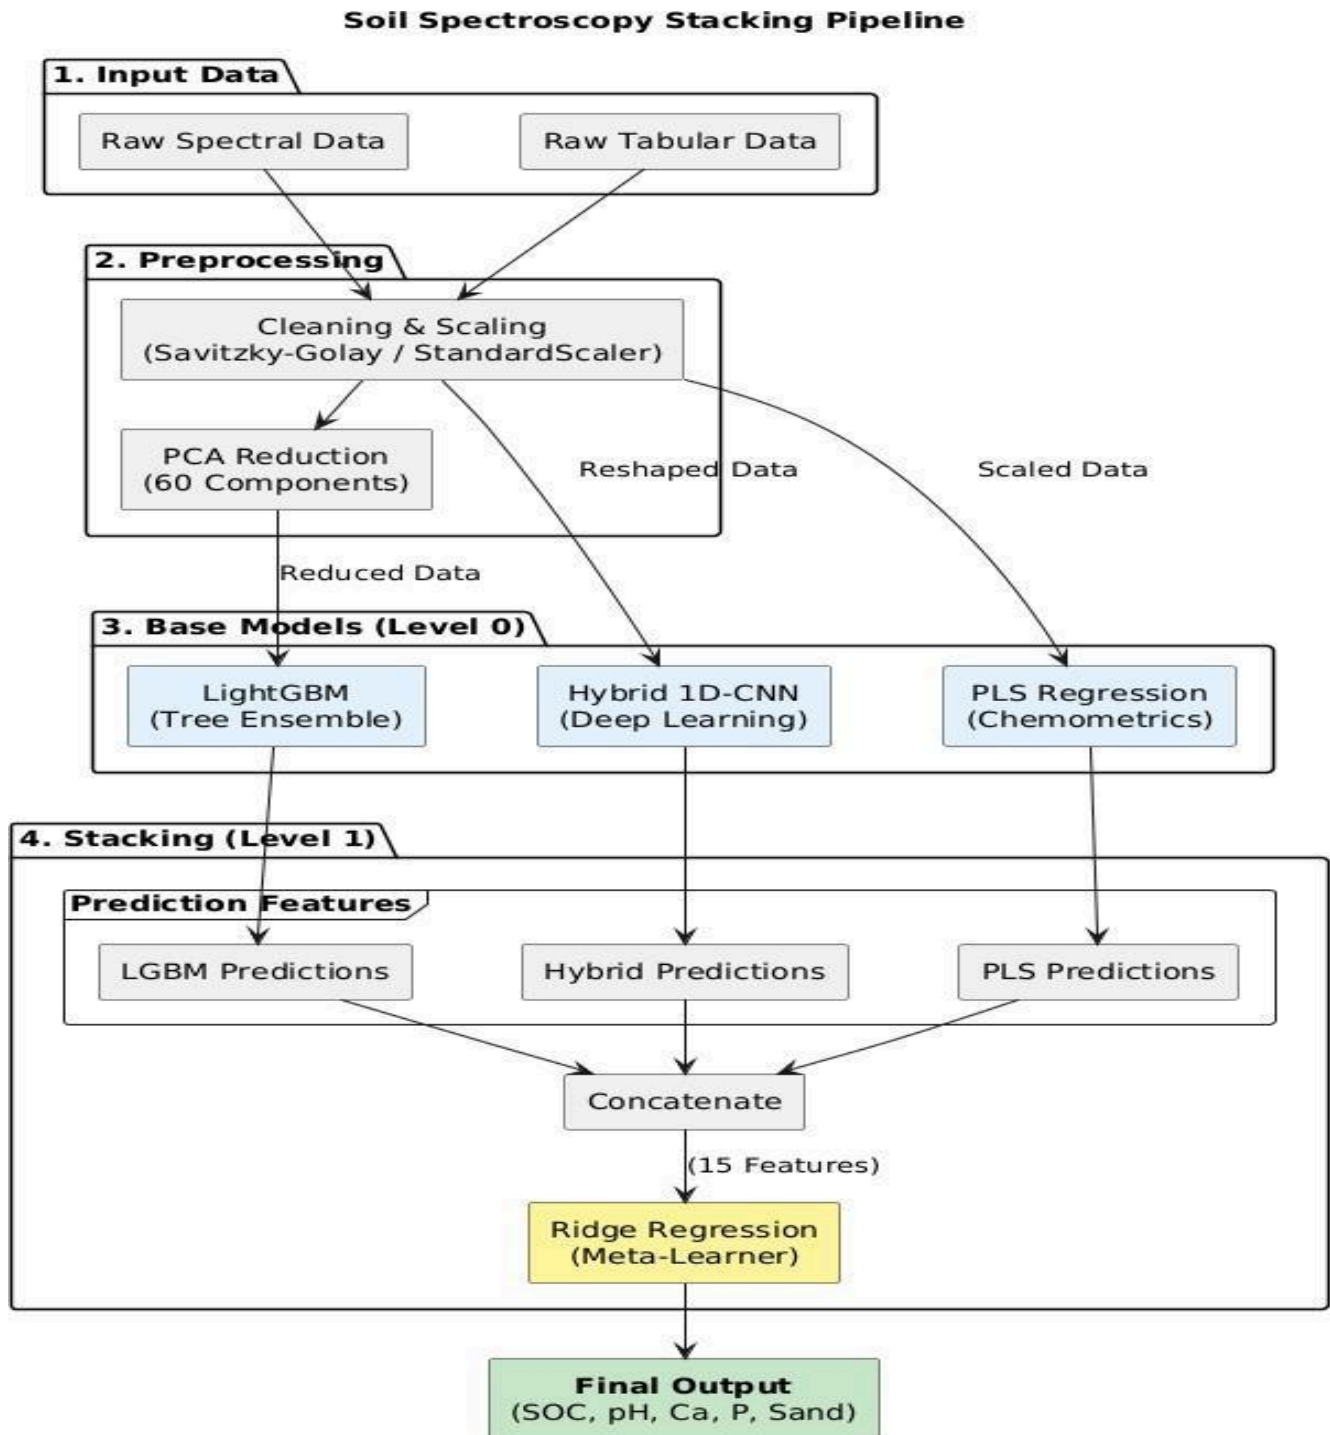 Soil Spectroscopy Stacking Pipeline
1. Input Data
Raw Spectral Data
Raw Tabular Data
2. Preprocessing
Cleaning & Scaling
(Savitzky-Golay / StandardScaler)
PCA Reduction
(60 Components)
Reshaped Data
Scaled Data
Reduced Data
3. Base Models (Level 0)
LightGBM
(Tree Ensemble)
Hybrid 1D-CNN
(Deep Learning)
PLS Regression
(Chemometrics)
4. Stacking (Level 1)
Prediction Features
LGBM Predictions
Hybrid Predictions
PLS Predictions
Concatenate
(15 Features)
Ridge Regression
(Meta-Learner)
Final Output
(SOC, pH, Ca, P, Sand)